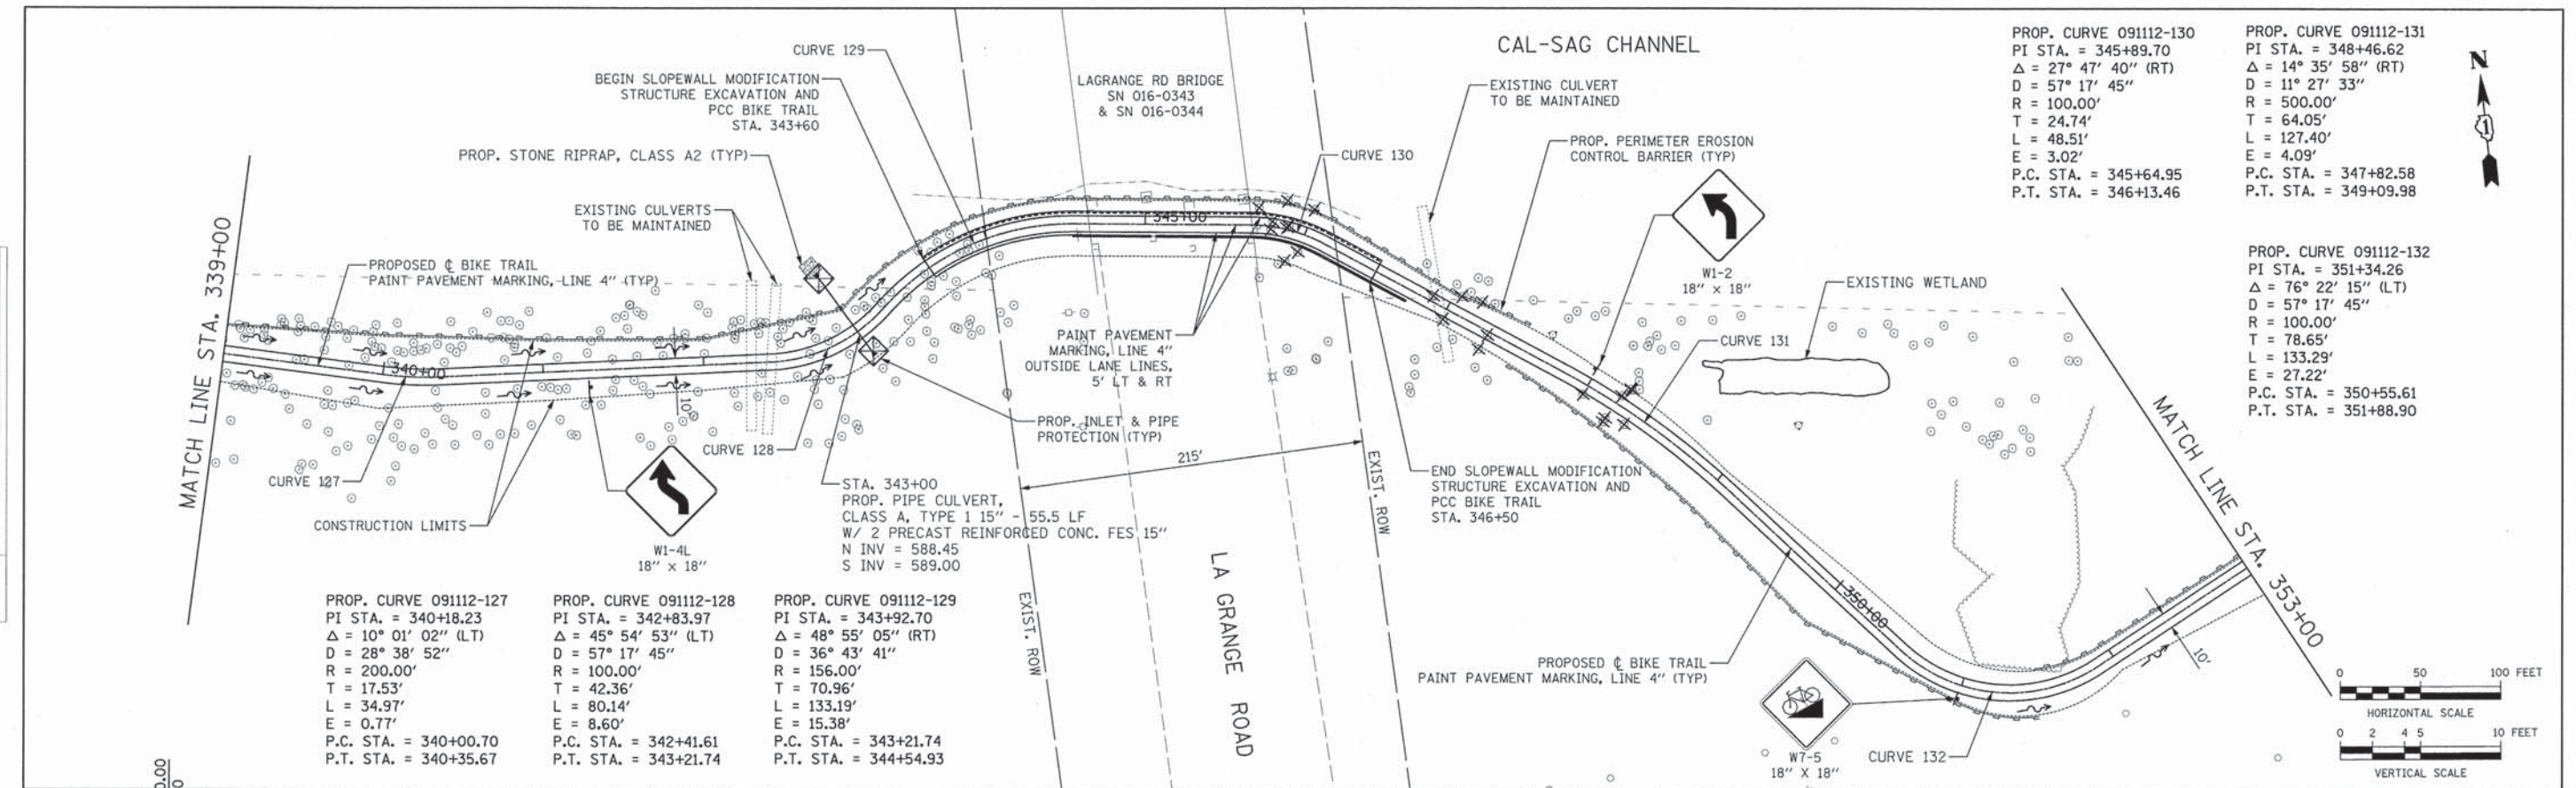 CAL-SAG CHANNEL
CURVE 129
BEGIN SLOPEWALL MODIFICATION
STRUCTURE EXCAVATION AND
PCC BIKE TRAIL
STA. 343+60
PROP. STONE RIPRAP, CLASS A2 (TYP)
EXISTING CULVERTS
TO BE MAINTAINED
MATCH LINE STA. 339+00
PROPOSED ℄ BIKE TRAIL
PAINT PAVEMENT MARKING, LINE 4" (TYP)
340+00
10'
CURVE 127
CONSTRUCTION LIMITS
W1-4L
18" x 18"
CURVE 128
STA. 343+00
PROP. PIPE CULVERT,
CLASS A, TYPE 1 15" - 55.5 LF
W/ 2 PRECAST REINFORCED CONC. FES 15"
N INV = 588.45
S INV = 589.00
LAGRANGE RD BRIDGE
SN 016-0343
& SN 016-0344
345+00
CURVE 130
EXISTING CULVERT
TO BE MAINTAINED
PROP. PERIMETER EROSION
CONTROL BARRIER (TYP)
W1-2
18" x 18"
EXISTING WETLAND
CURVE 131
PAINT PAVEMENT
MARKING, LINE 4"
OUTSIDE LANE LINES,
5' LT & RT
PROP. INLET & PIPE
PROTECTION (TYP)
215'
EXIST. ROW
EXIST. ROW
LA GRANGE ROAD
END SLOPEWALL MODIFICATION
STRUCTURE EXCAVATION AND
PCC BIKE TRAIL
STA. 346+50
350+00
PROPOSED ℄ BIKE TRAIL
PAINT PAVEMENT MARKING, LINE 4" (TYP)
W7-5
18" X 18"
CURVE 132
10'
MATCH LINE STA. 353+00
N
1
PROP. CURVE 091112-127
PI STA. = 340+18.23
Δ = 10° 01' 02" (LT)
D = 28° 38' 52"
R = 200.00'
T = 17.53'
L = 34.97'
E = 0.77'
P.C. STA. = 340+00.70
P.T. STA. = 340+35.67
PROP. CURVE 091112-128
PI STA. = 342+83.97
Δ = 45° 54' 53" (LT)
D = 57° 17' 45"
R = 100.00'
T = 42.36'
L = 80.14'
E = 8.60'
P.C. STA. = 342+41.61
P.T. STA. = 343+21.74
PROP. CURVE 091112-129
PI STA. = 343+92.70
Δ = 48° 55' 05" (RT)
D = 36° 43' 41"
R = 156.00'
T = 70.96'
L = 133.19'
E = 15.38'
P.C. STA. = 343+21.74
P.T. STA. = 344+54.93
PROP. CURVE 091112-130
PI STA. = 345+89.70
Δ = 27° 47' 40" (RT)
D = 57° 17' 45"
R = 100.00'
T = 24.74'
L = 48.51'
E = 3.02'
P.C. STA. = 345+64.95
P.T. STA. = 346+13.46
PROP. CURVE 091112-131
PI STA. = 348+46.62
Δ = 14° 35' 58" (RT)
D = 11° 27' 33"
R = 500.00'
T = 64.05'
L = 127.40'
E = 4.09'
P.C. STA. = 347+82.58
P.T. STA. = 349+09.98
PROP. CURVE 091112-132
PI STA. = 351+34.26
Δ = 76° 22' 15" (LT)
D = 57° 17' 45"
R = 100.00'
T = 78.65'
L = 133.29'
E = 27.22'
P.C. STA. = 350+55.61
P.T. STA. = 351+88.90
0 50 100 FEET
HORIZONTAL SCALE
0 2 4 5 10 FEET
VERTICAL SCALE